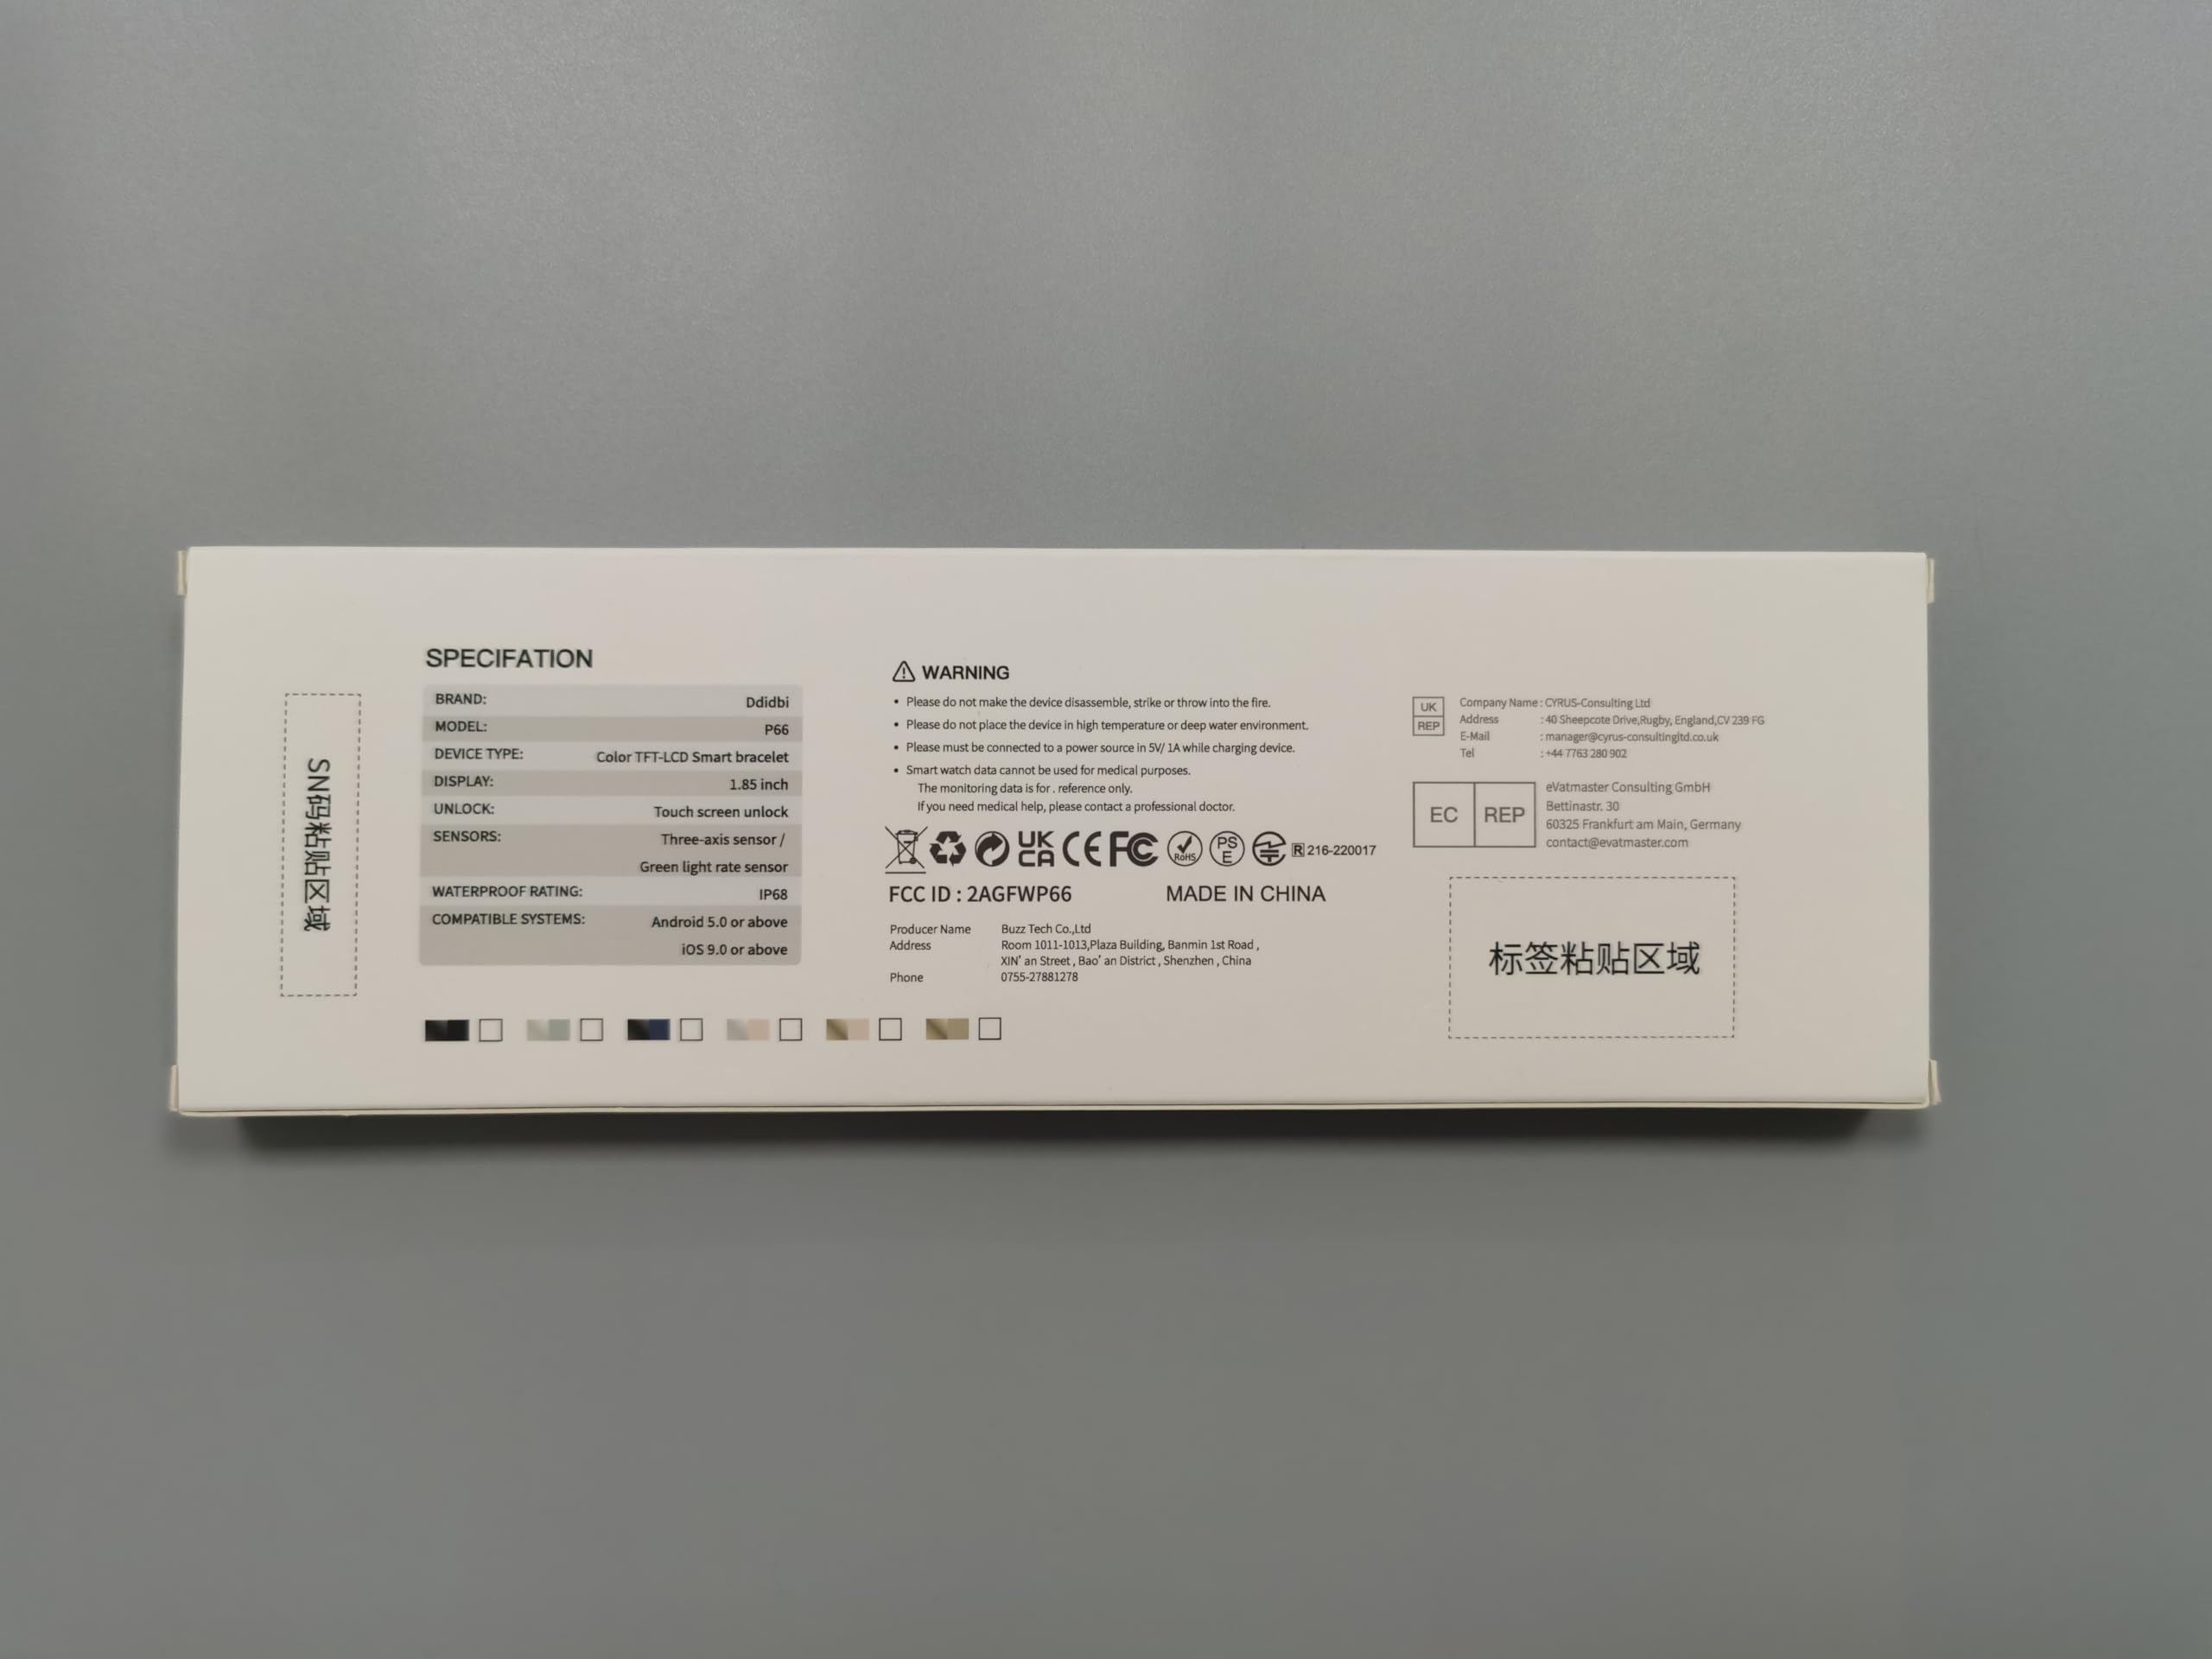 SN码粘贴区域
SPECIFATION
BRAND: Ddidbi
MODEL: P66
DEVICE TYPE: Color TFT-LCD Smart bracelet
DISPLAY: 1.85 inch
UNLOCK: Touch screen unlock
SENSORS: Three-axis sensor /
Green light rate sensor
WATERPROOF RATING: IP68
COMPATIBLE SYSTEMS: Android 5.0 or above
iOS 9.0 or above
WARNING
• Please do not make the device disassemble, strike or throw into the fire.
• Please do not place the device in high temperature or deep water environment.
• Please must be connected to a power source in 5V/ 1A while charging device.
• Smart watch data cannot be used for medical purposes.
The monitoring data is for . reference only.
If you need medical help, please contact a professional doctor.
UK CA CE FC RoHS PS E R 216-220017
FCC ID : 2AGFWP66 MADE IN CHINA
Producer Name Buzz Tech Co.,Ltd
Address Room 1011-1013,Plaza Building, Banmin 1st Road ,
XIN' an Street , Bao' an District , Shenzhen , China
Phone 0755-27881278
UK REP
Company Name : CYRUS-Consulting Ltd
Address : 40 Sheepcote Drive,Rugby, England,CV 239 FG
E-Mail : manager@cyrus-consultingltd.co.uk
Tel : +44 7763 280 902
EC REP
eVatmaster Consulting GmbH
Bettinastr. 30
60325 Frankfurt am Main, Germany
contact@evatmaster.com
标签粘贴区域